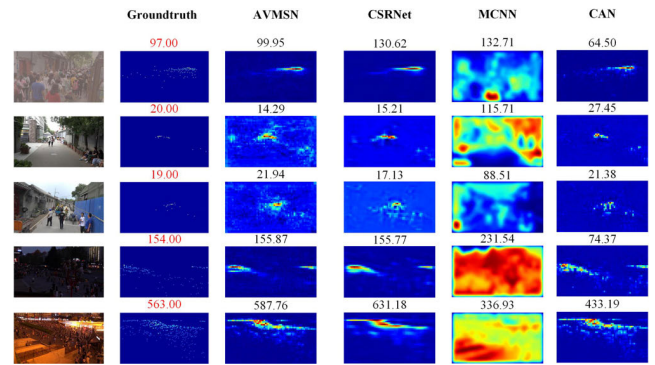 Groundtruth AVMSN CSRNet MCNN CAN
97.00 99.95 130.62 132.71 64.50
20.00 14.29 15.21 115.71 27.45
19.00 21.94 17.13 88.51 21.38
154.00 155.87 155.77 231.54 74.37
563.00 587.76 631.18 336.93 433.19